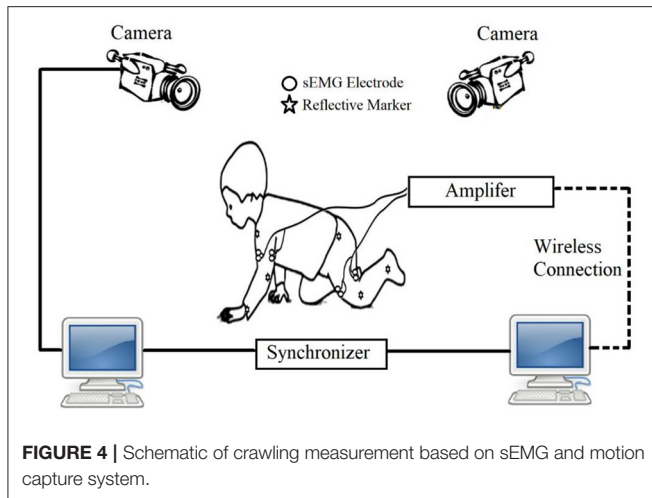 Camera
Camera
sEMG Electrode
Reflective Marker
Amplifer
Wireless
Connection
Synchronizer
FIGURE 4 | Schematic of crawling measurement based on sEMG and motion
capture system.